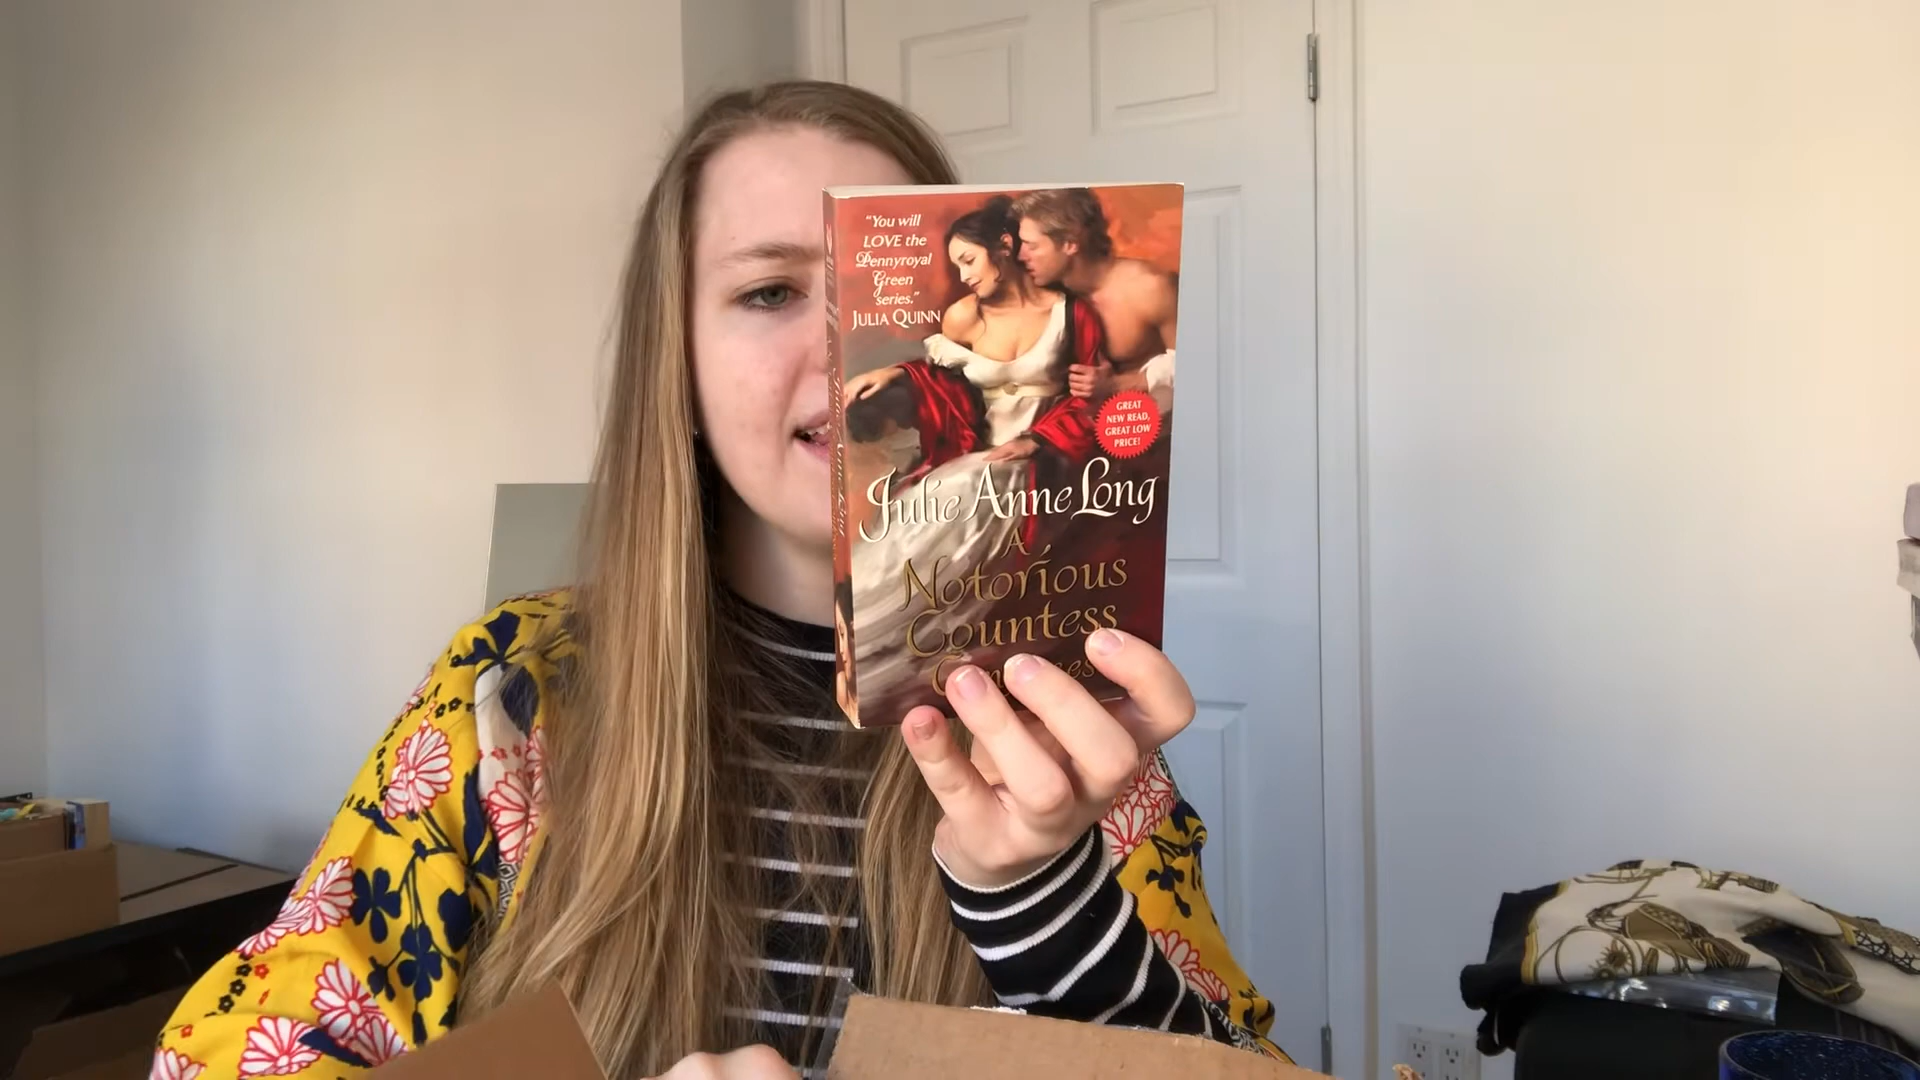 "You will
LOVE the
Pennyroyal
Green
series."
JULIA QUINN
GREAT
NEW READ,
GREAT LOW
PRICE!
Julie Anne Long
A
Notorious
Countess